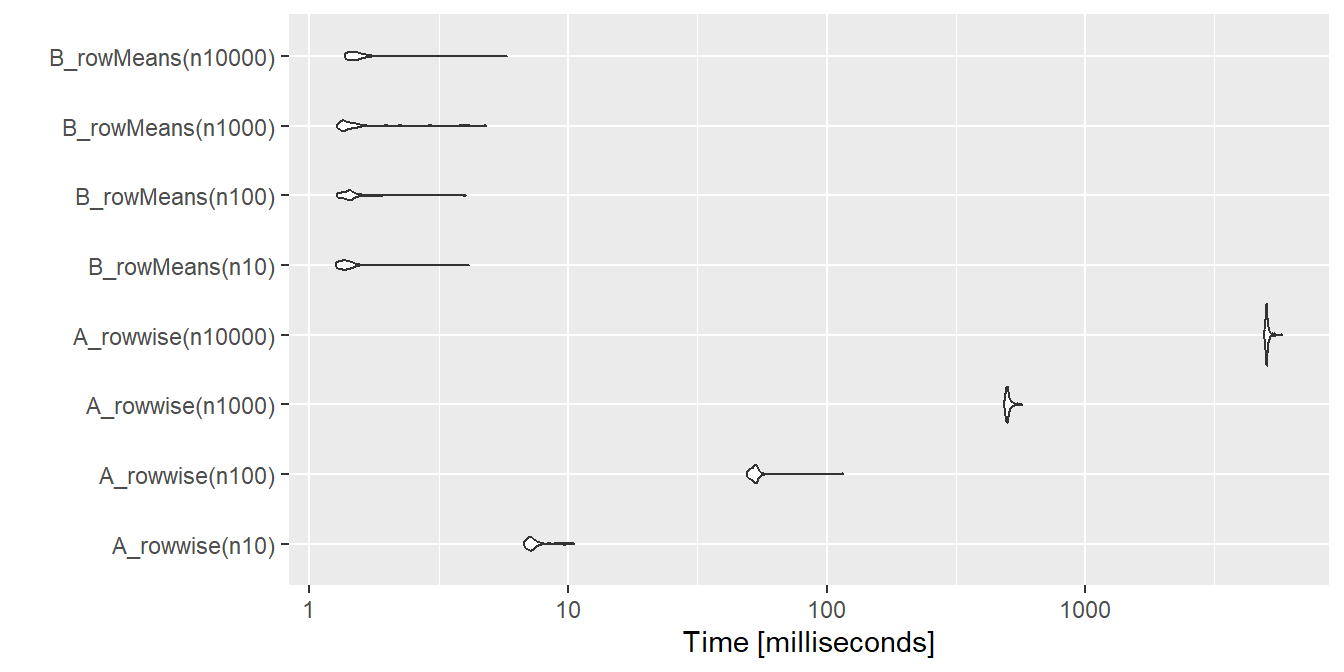 B_rowMeans(n10000)
B_rowMeans(n1000)
B_rowMeans(n100)
B_rowMeans(n10)
A_rowwise(n10000)
A_rowwise(n1000)
A_rowwise(n100)
A_rowwise(n10)
1 10 100 1000
Time [milliseconds]